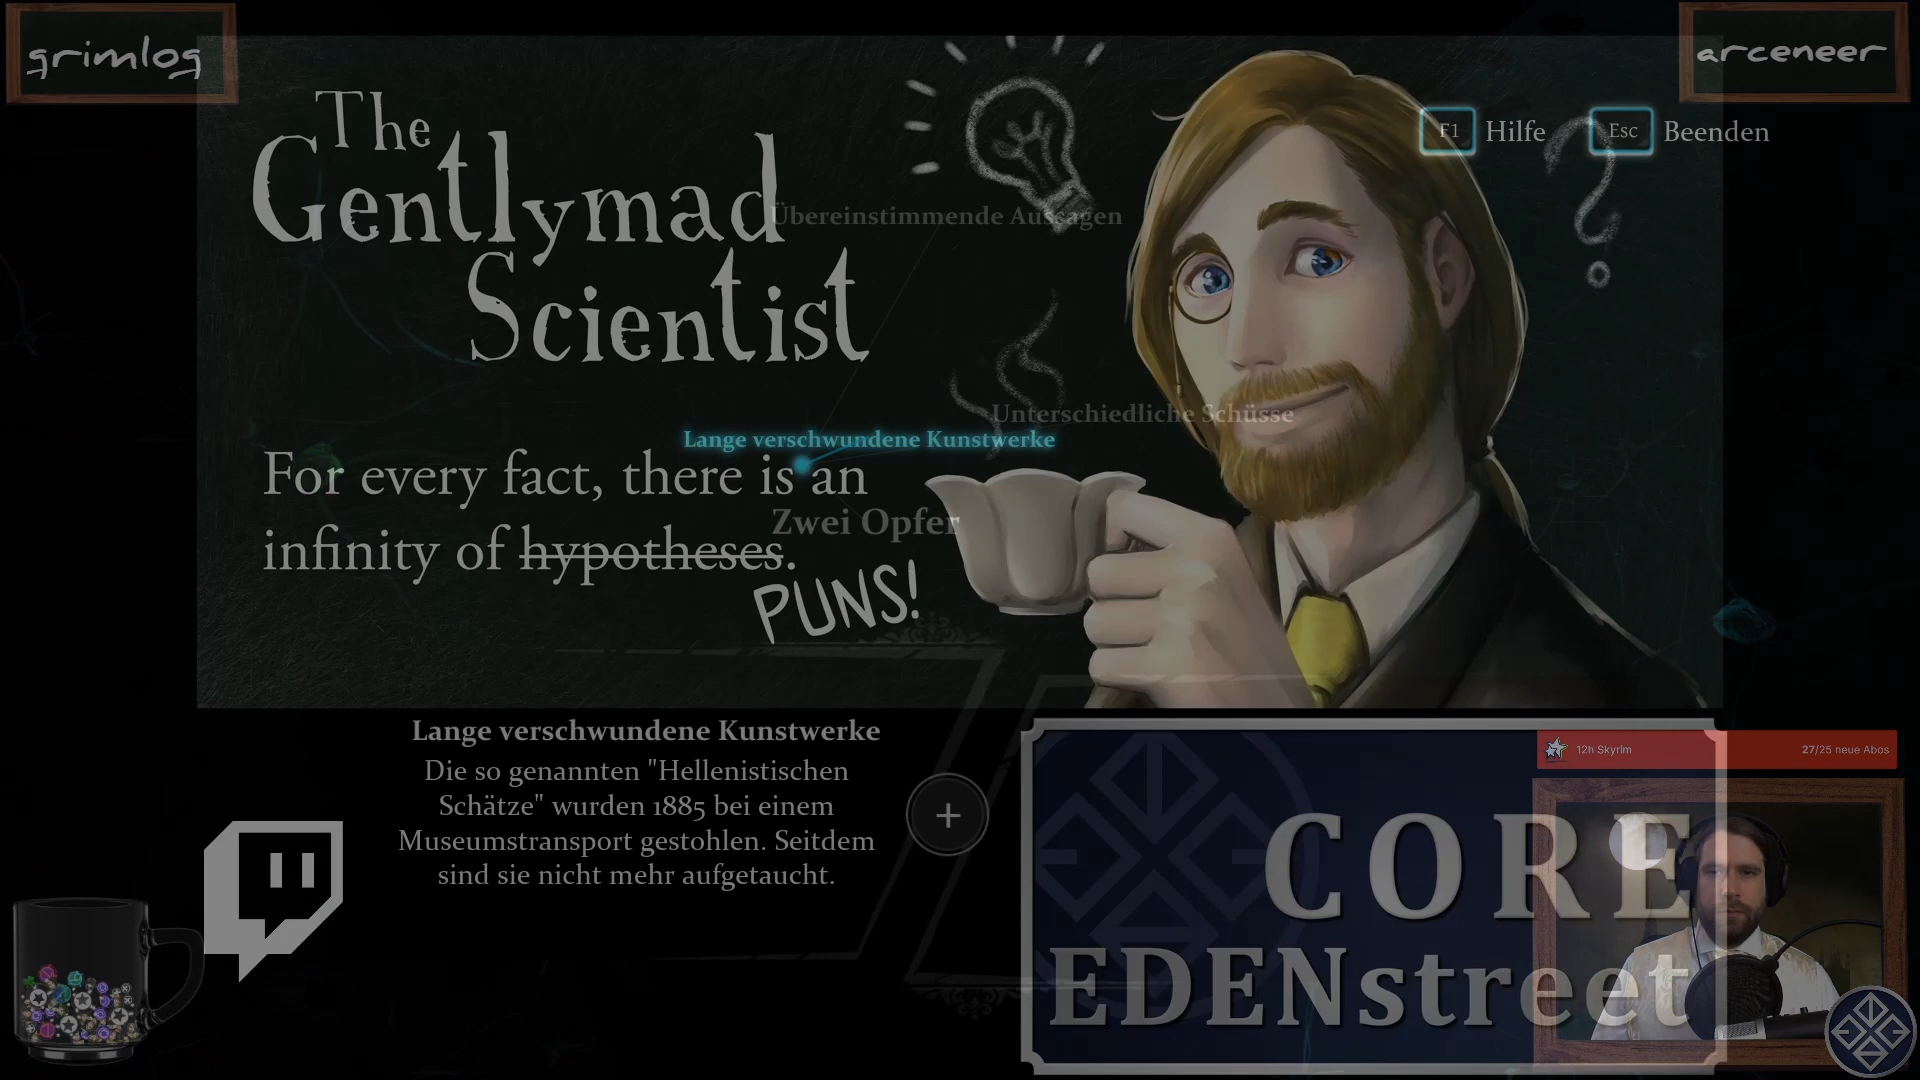 grimlog
arceneer
The
Gentlymad
Scientist
F1 Hilfe
Esc Beenden
Übereinstimmende Aussagen
Unterschiedliche Schüsse
Lange verschwundene Kunstwerke
For every fact, there is an
infinity of hypotheses.
Zwei Opfer
PUNS!
Lange verschwundene Kunstwerke
Die so genannten "Hellenistischen
Schätze" wurden 1885 bei einem
Museumstransport gestohlen. Seitdem
sind sie nicht mehr aufgetaucht.
+
12h Skyrim
27/25 neue Abos
CORE
EDENstreet